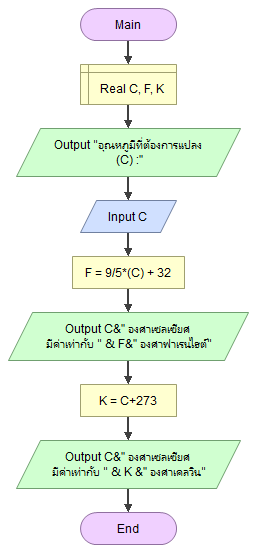 Main
Real C, F, K
Output "อุณหภูมิที่ต้องการแปลง
(C) :"
Input C
F = 9/5*(C) + 32
Output C&" องศาเซลเซียส
มีค่าเท่ากับ " & F&" องศาฟาเรนไฮต์"
K = C+273
Output C&" องศาเซลเซียส
มีค่าเท่ากับ " & K &" องศาเคลวิน"
End